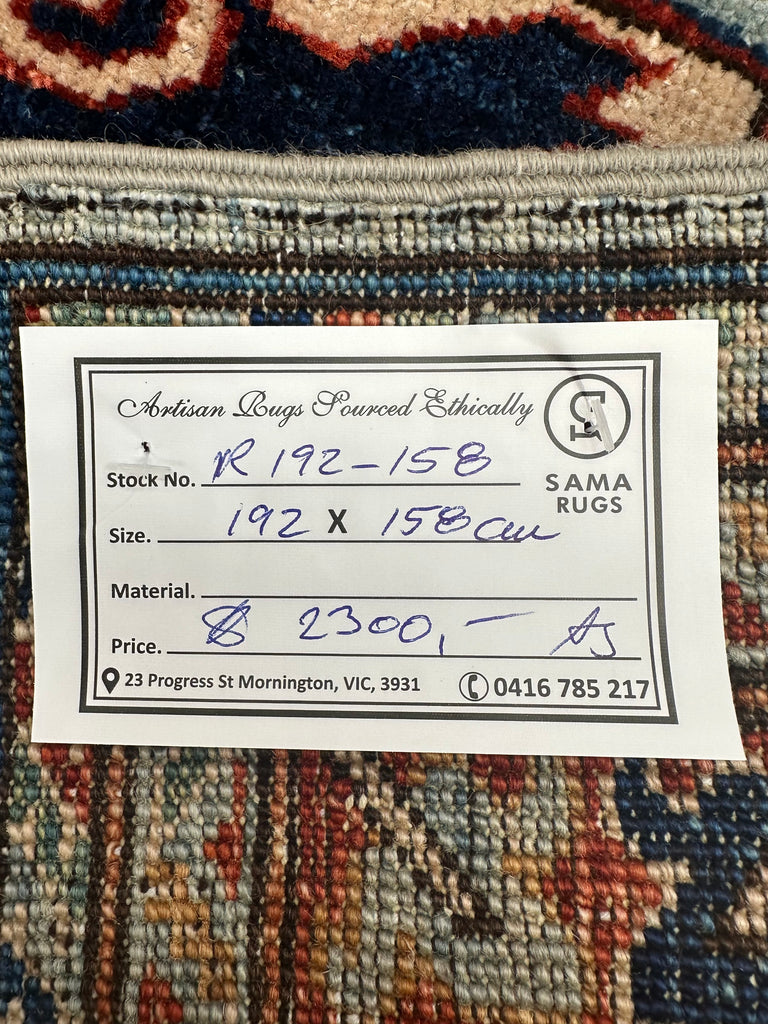 Artisan Rugs Sourced Ethically
Stock No. R 192-158
SAMA
RUGS
Size. 192 X 158 cm
Material.
Price. $ 2300,-
23 Progress St Mornington, VIC, 3931
0416 785 217